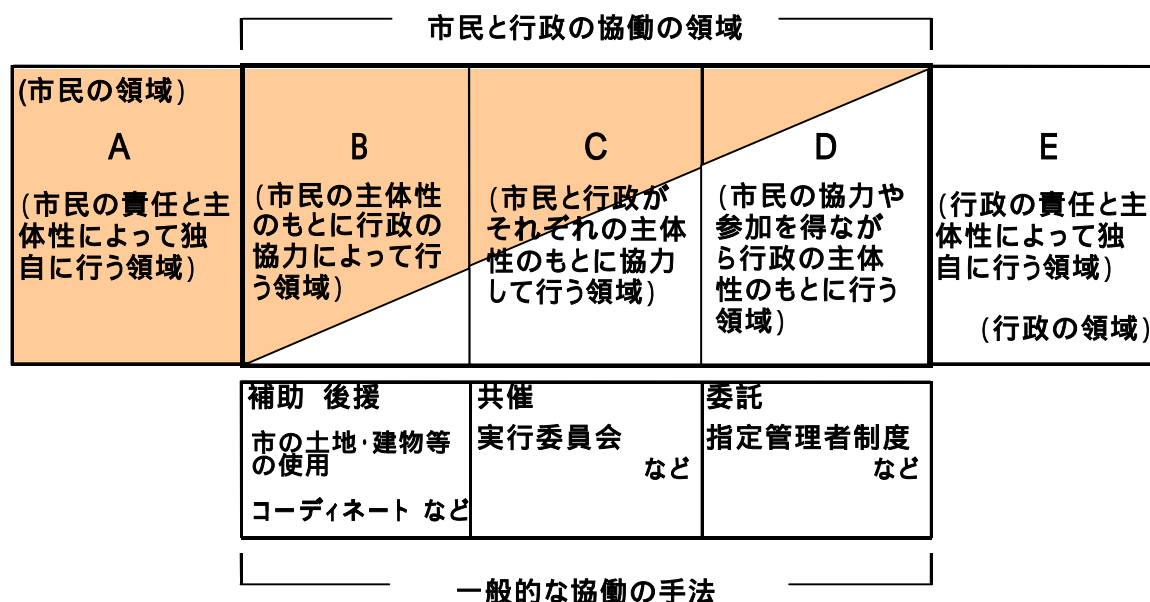 市民と行政の協働の領域
(市民の領域)
A
(市民の責任と主
体性によって独
自に行う領域)
B
(市民の主体性
のもとに行政の
協力によって行
う領域)
C
(市民と行政が
それぞれの主体
性のもとに協力
して行う領域)
D
(市民の協力や
参加を得なが
ら行政の主体
性のもとに行う
領域)
E
(行政の責任と主
体性によって独
自に行う領域)
(行政の領域)
補助 後援
市の土地・建物等
の使用
コーディネート など
共催
実行委員会
など
委託
指定管理者制度
など
一般的な協働の手法